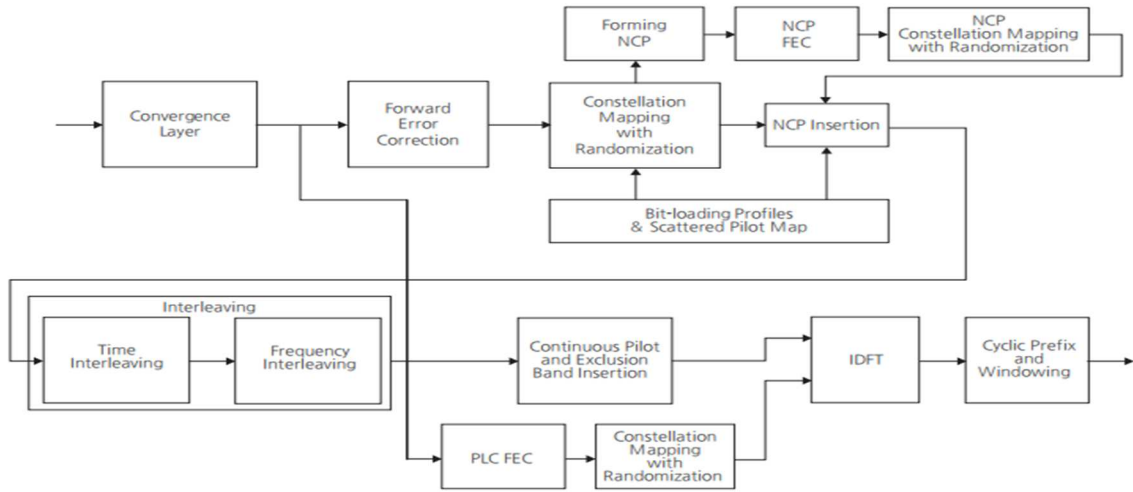 Forming
NCP
NCP
FEC
NCP
Constellation Mapping
with Randomization
Convergence
Layer
Forward
Error
Correction
Constellation
Mapping
with
Randomization
NCP Insertion
Bit-loading Profiles
& Scattered Pilot Map
Interleaving
Time
Interleaving
Frequency
Interleaving
Continuous Pilot
and Exclusion
Band Insertion
IDFT
Cyclic Prefix
and
Windowing
PLC FEC
Constellation
Mapping
with
Randomization